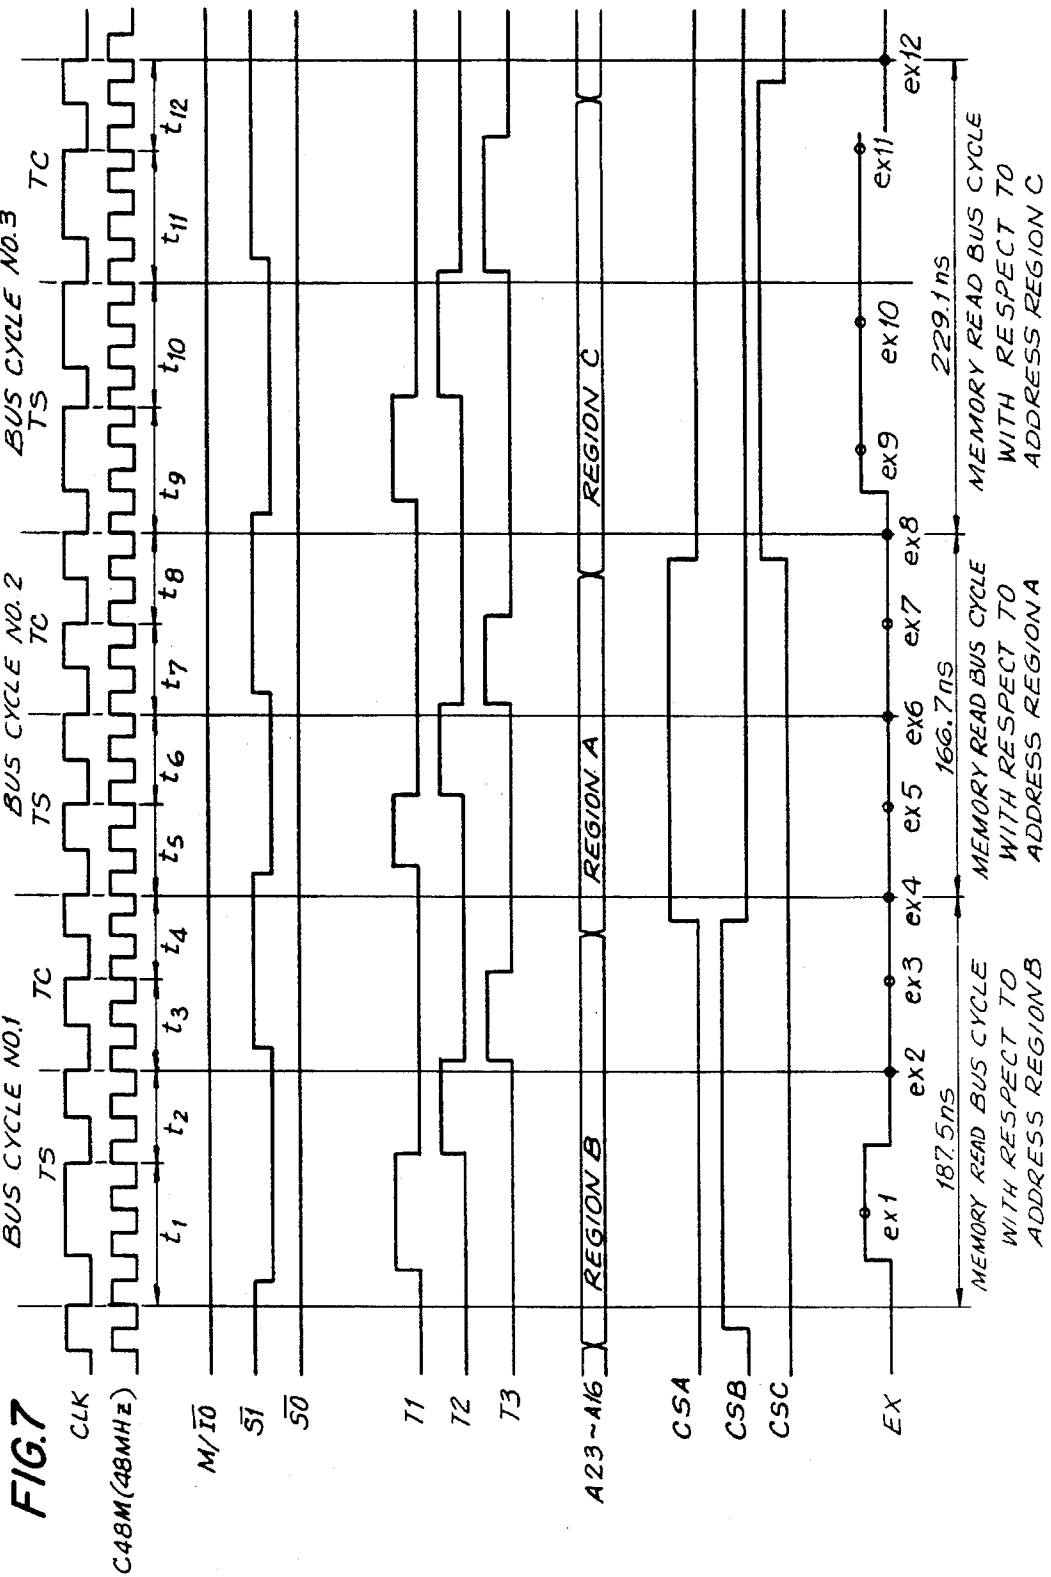 FIG.7
BUS CYCLE NO.1
BUS CYCLE NO.2
BUS CYCLE NO.3
TS
TC
TS
TC
TS
TC
CLK
C48M(48MHz)
t1
t2
t3
t4
t5
t6
t7
t8
t9
t10
t11
t12
M/I̅O̅
S̅1̅
S̅0̅
T1
T2
T3
A23~A16
REGION B
REGION A
REGION C
CSA
CSB
CSC
EX
ex1
ex2
ex3
ex4
ex5
ex6
ex7
ex8
ex9
ex10
ex11
ex12
187.5ns
166.7ns
229.1ns
MEMORY READ BUS CYCLE
WITH RESPECT TO
ADDRESS REGION B
MEMORY READ BUS CYCLE
WITH RESPECT TO
ADDRESS REGION A
MEMORY READ BUS CYCLE
WITH RESPECT TO
ADDRESS REGION C